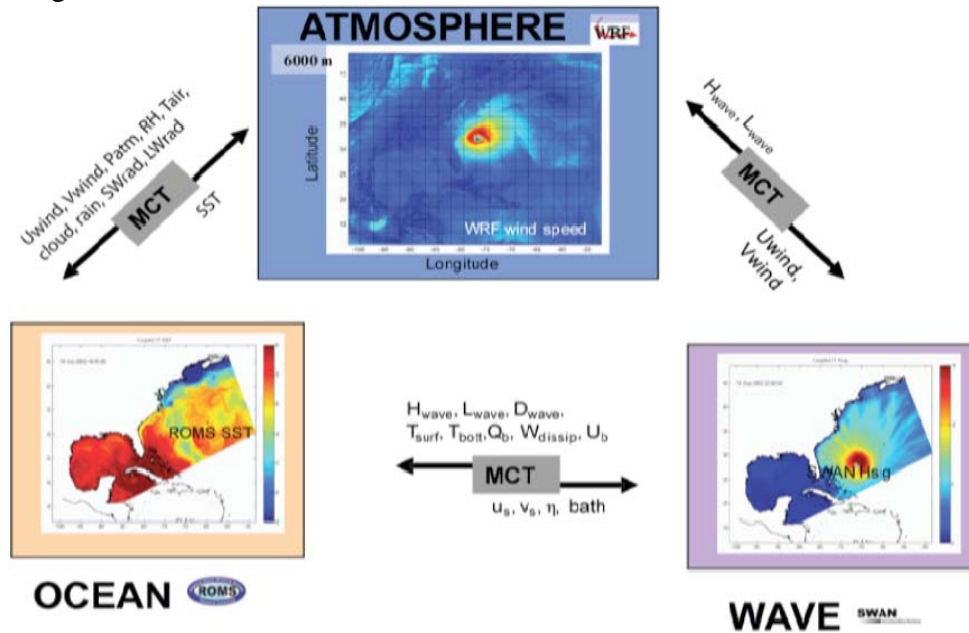 ATMOSPHERE
WRF
6000 m
Latitude
WRF wind speed
Longitude
Uwind, Vwind, Patm, RH, Tair,
cloud, rain, SWrad, LWrad
MCT
SST
Hwave, Lwave
MCT
Uwind,
Vwind
ROMS SST
Hwave, Lwave, Dwave,
Tsurf, Tbott, Qb, Wdissip, Ub
MCT
us, vs, η, bath
SWAN Hsig
OCEAN ROMS
WAVE SWAN